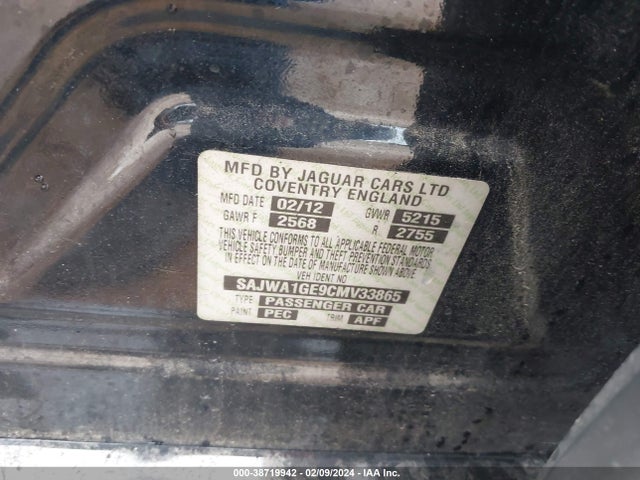 MFD BY JAGUAR CARS LTD
COVENTRY ENGLAND
MFD DATE 02/12 GVWR 5215
GAWR F 2568 R 2755
THIS VEHICLE CONFORMS TO ALL APPLICABLE FEDERAL MOTOR
VEHICLE SAFETY BUMPER AND THEFT PREVENTION STANDARDS
IN EFFECT ON THE DATE OF MANUFACTURE SHOWN ABOVE
VEH IDENT NO
SAJWA1GE9CMV33865
TYPE PASSENGER CAR
PAINT PEC TRIM APF
000-38719942 - 02/09/2024 - IAA Inc.